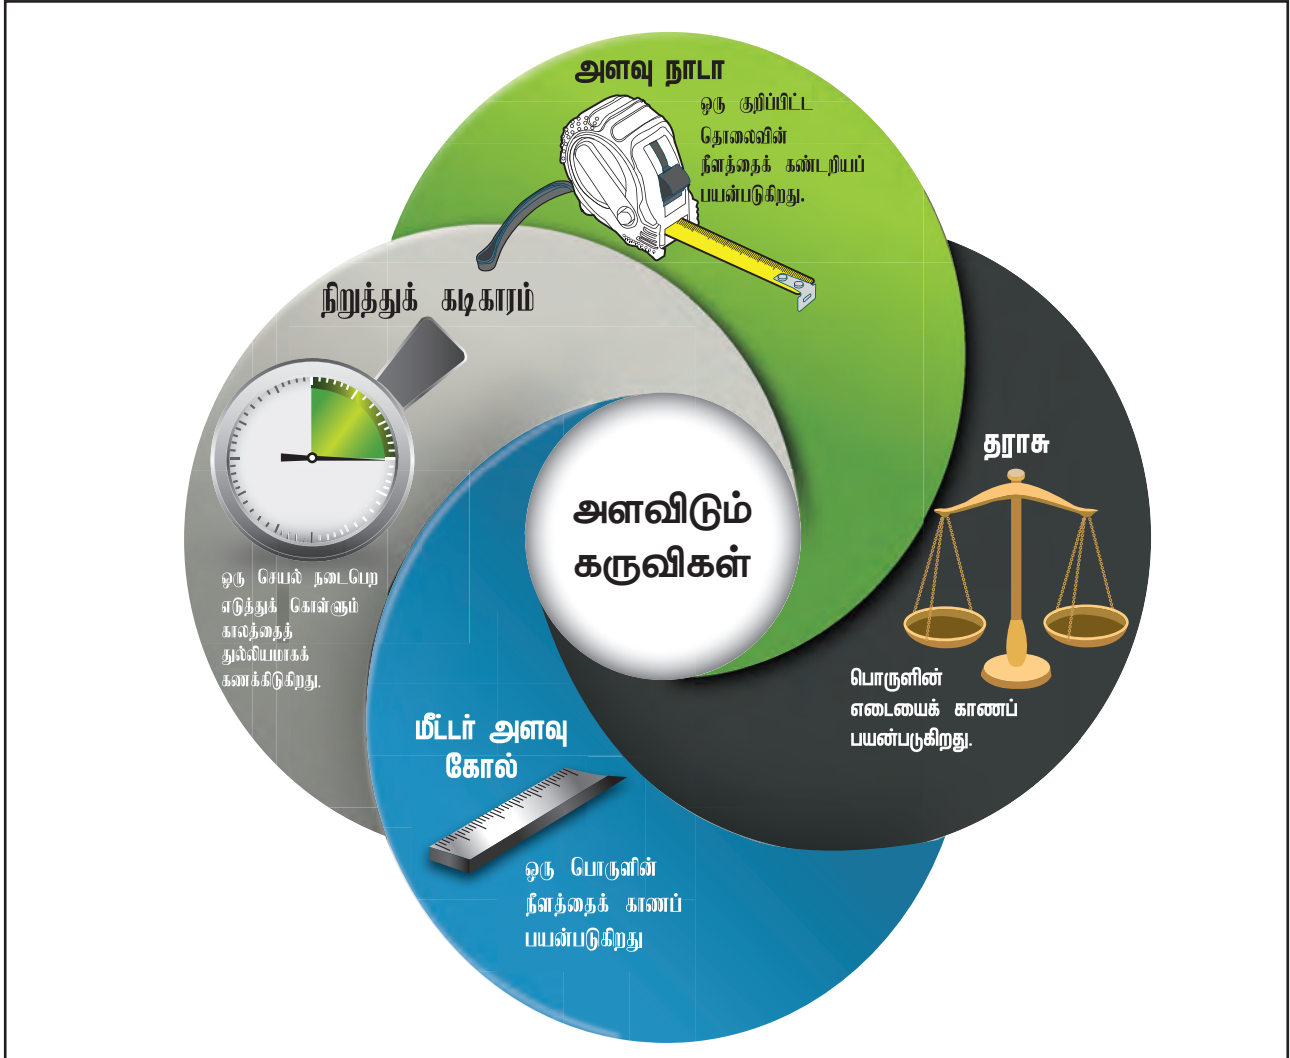 அளவு நாடா
ஒரு குறிப்பிட்ட
தொலைவின்
நீளத்தைக் கண்டறியப்
பயன்படுகிறது.
நிறுத்துக் கடிகாரம்
ஒரு செயல் நடைபெற
எடுத்துக் கொள்ளும்
காலத்தைத்
துல்லியமாகக்
கணக்கிடுகிறது.
அளவிடும்
கருவிகள்
தராசு
பொருளின்
எடையைக் காணப்
பயன்படுகிறது.
மீட்டர் அளவு
கோல்
ஒரு பொருளின்
நீளத்தைக் காணப்
பயன்படுகிறது